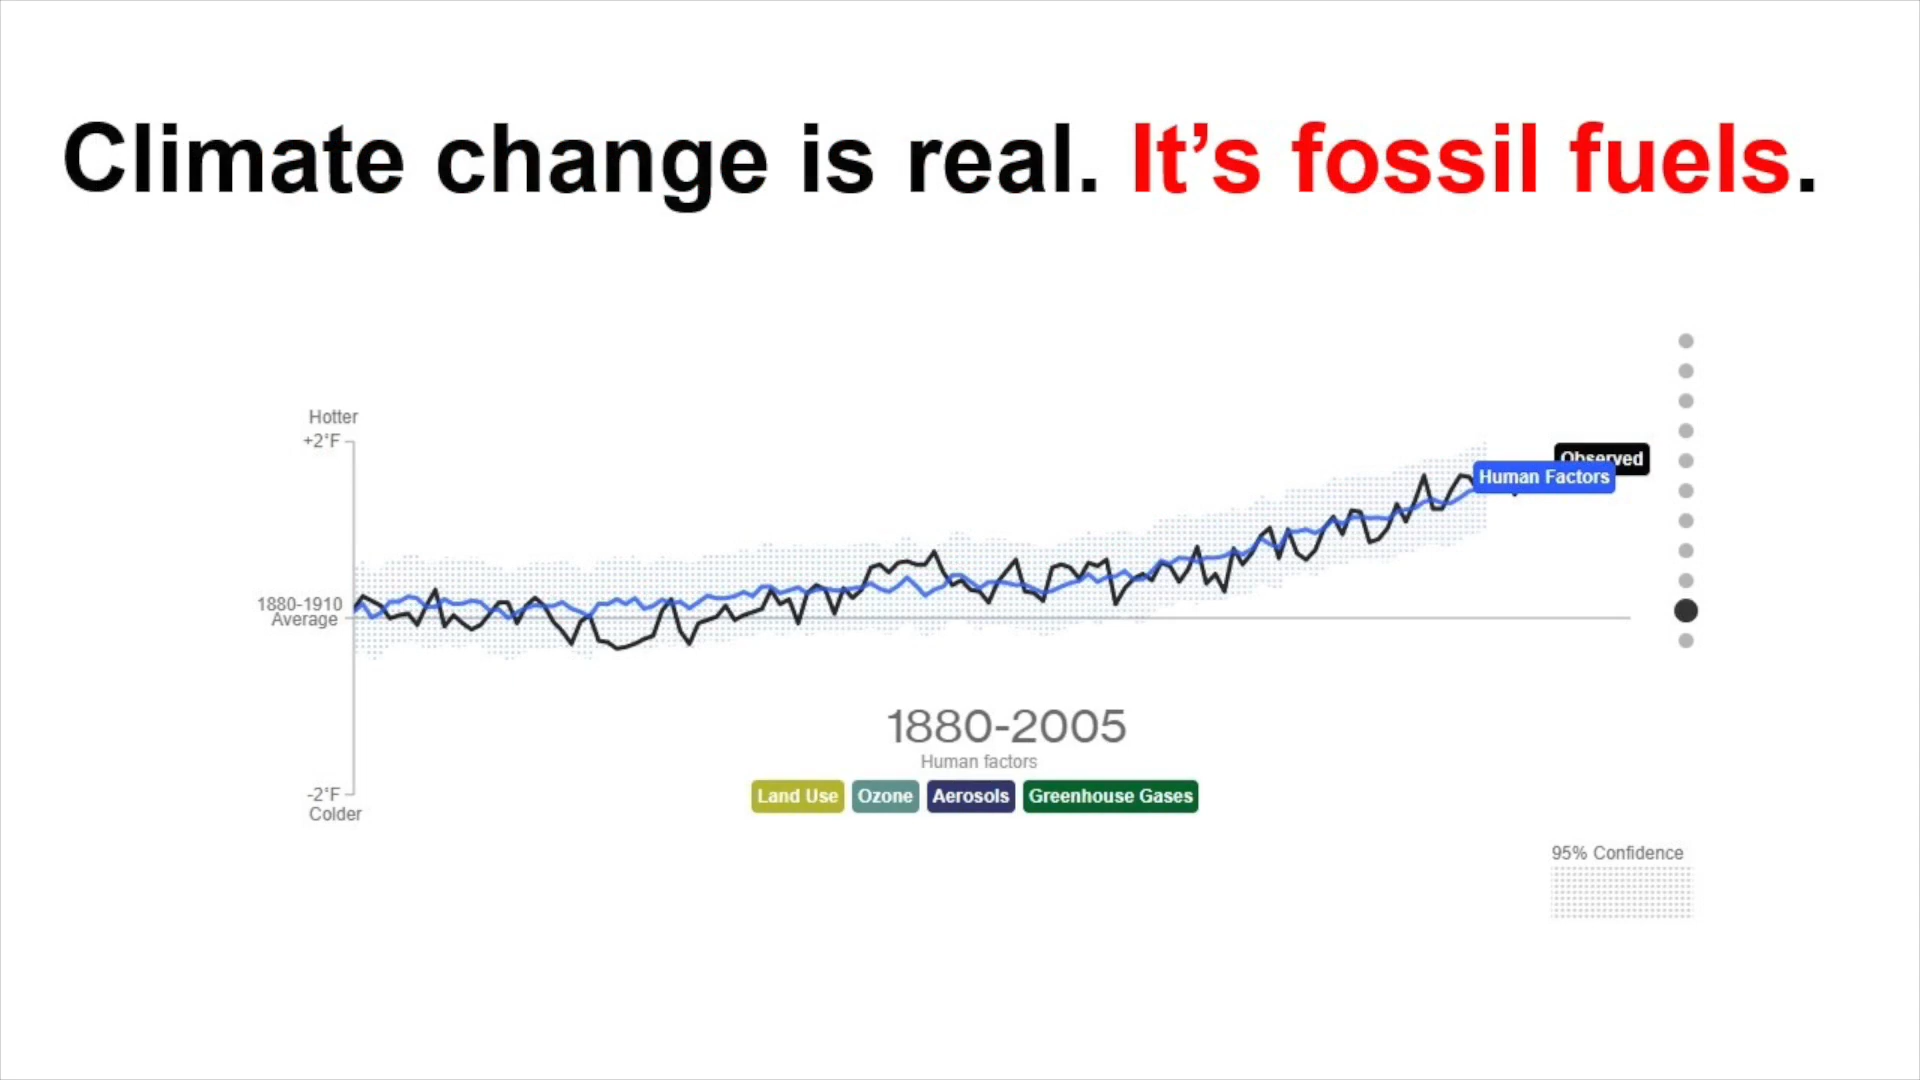 Climate change is real. It’s fossil fuels.
Hotter
+2°F
Observed
Human Factors
1880-1910
Average
1880-2005
Human factors
-2°F
Land Use Ozone Aerosols Greenhouse Gases
Colder
95% Confidence